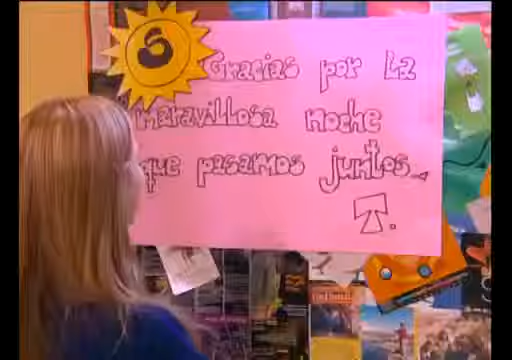 S Gracias por La
maravillosa noche
que pasamos juntos...
T.